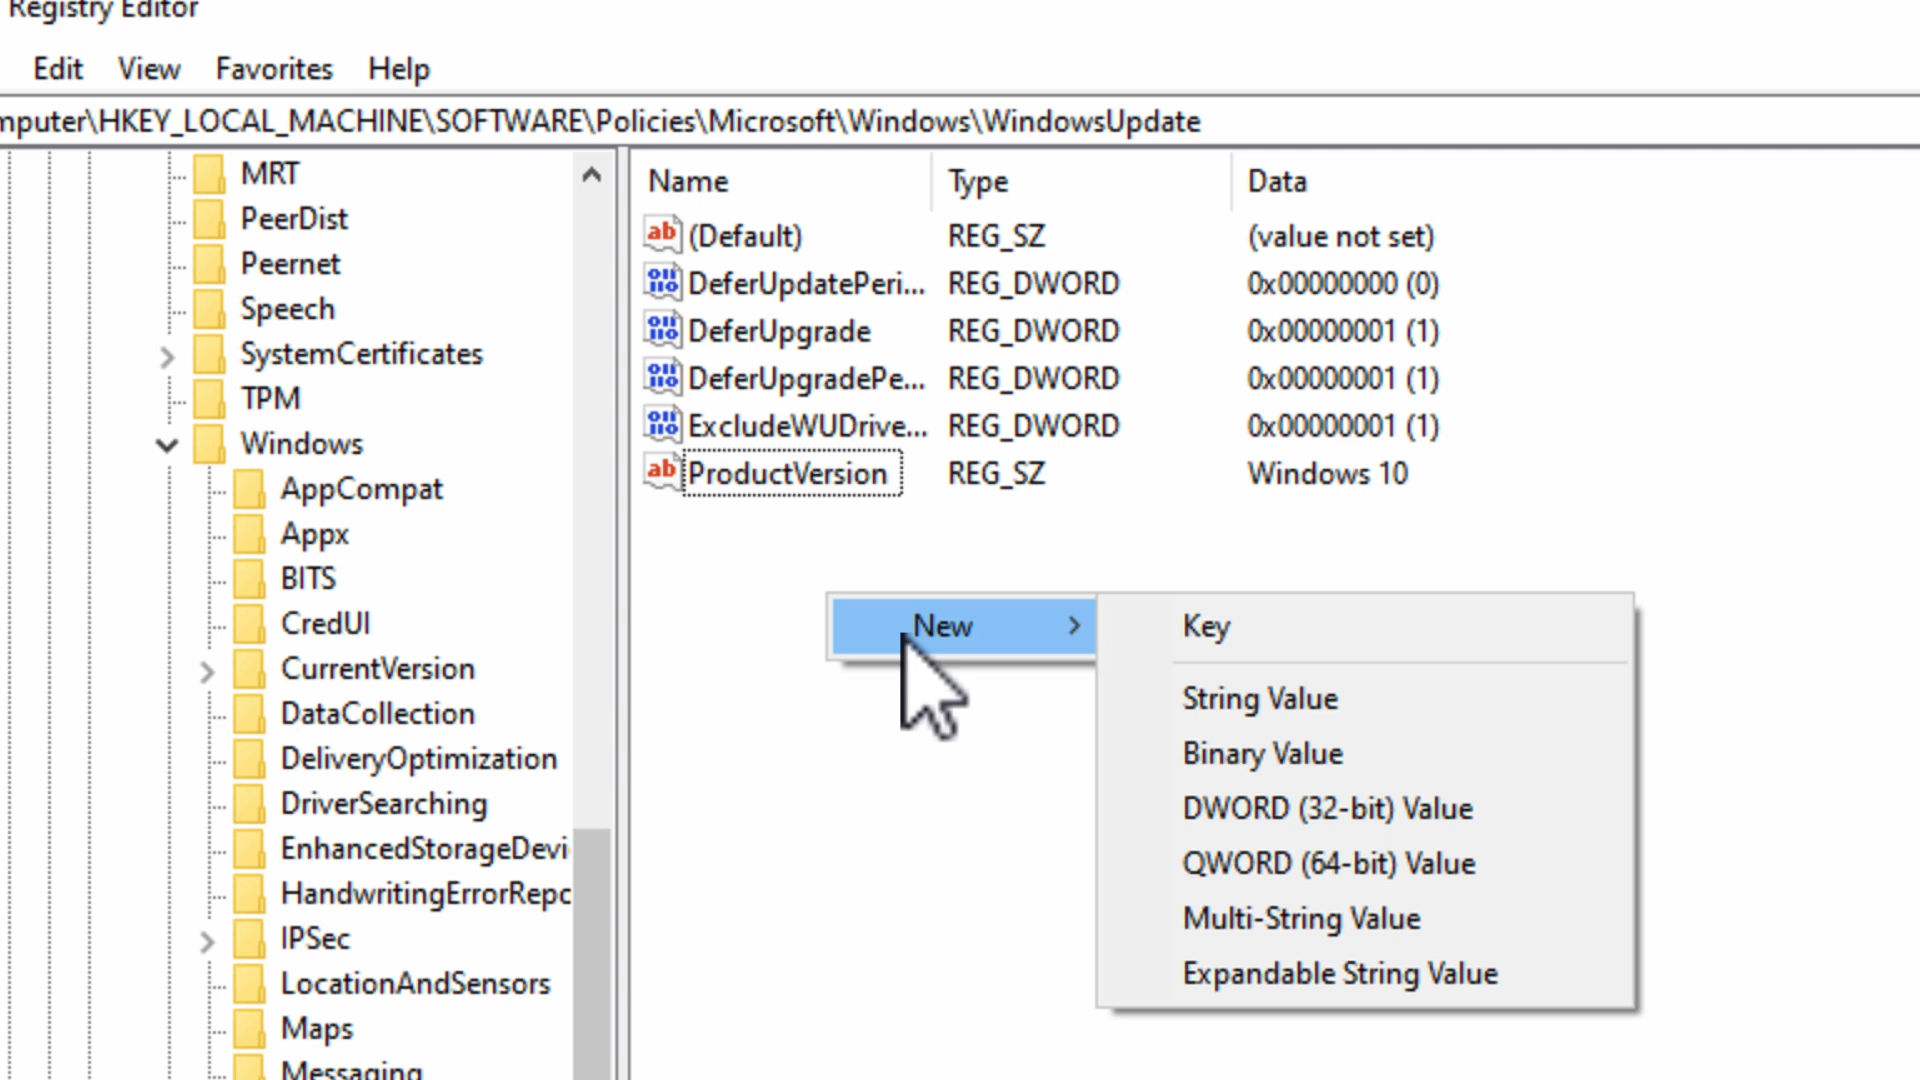 Registry Editor
Edit View Favorites Help
mputer\HKEY_LOCAL_MACHINE\SOFTWARE\Policies\Microsoft\Windows\WindowsUpdate
MRT
PeerDist
Peernet
Speech
SystemCertificates
TPM
Windows
AppCompat
Appx
BITS
CredUI
CurrentVersion
DataCollection
DeliveryOptimization
DriverSearching
EnhancedStorageDevi
HandwritingErrorRepc
IPSec
LocationAndSensors
Maps
Messaging
Name Type Data
(Default) REG_SZ (value not set)
DeferUpdatePeri... REG_DWORD 0x00000000 (0)
DeferUpgrade REG_DWORD 0x00000001 (1)
DeferUpgradePe... REG_DWORD 0x00000001 (1)
ExcludeWUDrive... REG_DWORD 0x00000001 (1)
ProductVersion REG_SZ Windows 10
New
Key
String Value
Binary Value
DWORD (32-bit) Value
QWORD (64-bit) Value
Multi-String Value
Expandable String Value